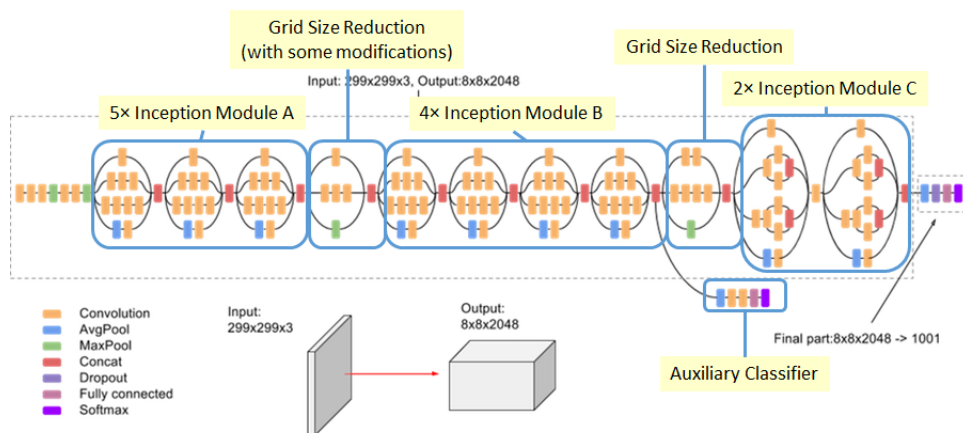 Grid Size Reduction
(with some modifications)
Grid Size Reduction
Input: 299x299x3, Output:8x8x2048
5× Inception Module A
4× Inception Module B
2× Inception Module C
Convolution
AvgPool
MaxPool
Concat
Dropout
Fully connected
Softmax
Input:
299x299x3
Output:
8x8x2048
Final part:8x8x2048 -> 1001
Auxiliary Classifier